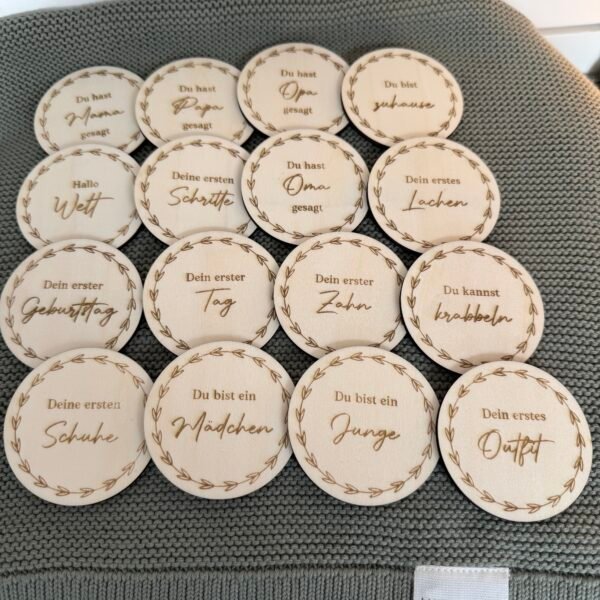 Du hast
Mama
gesagt
Du hast
Papa
gesagt
Du hast
Opa
gesagt
Du bist
zuhause
Hallo
Welt
Deine ersten
Schritte
Du hast
Oma
gesagt
Dein erstes
Lachen
Dein erster
Geburtstag
Dein erster
Tag
Dein erster
Zahn
Du kannst
krabbeln
Deine ersten
Schuhe
Du bist ein
Mädchen
Du bist ein
Junge
Dein erstes
Outfit